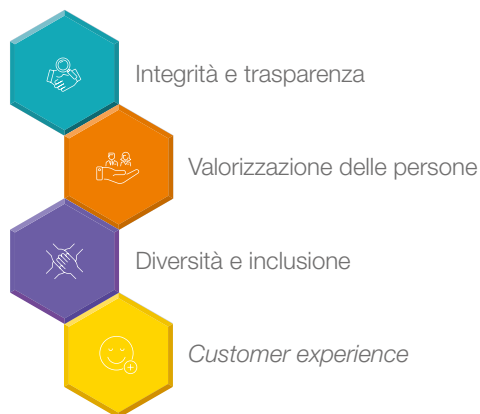 Integrità e trasparenza
Valorizzazione delle persone
Diversità e inclusione
Customer experience